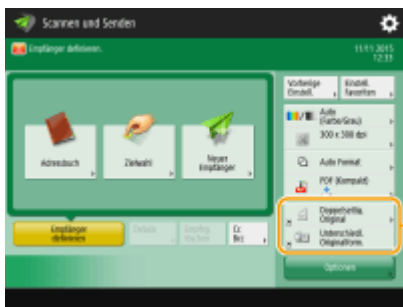 Scannen und Senden
Empfänger definieren.
11/11 2015
12:33
Vorherige Einstell.
Einstell. Favoriten
Auto (Farbe/Grau)
300 x 300 dpi
Adressbuch
Zielwahl
Neuer Empfänger
Auto Format
PDF (Kompakt)
Doppelseitig. Original
Unterschiedl. Originalform.
Empfänger definieren
Details
Empfng. löschen
Cc
Bcc
Optionen